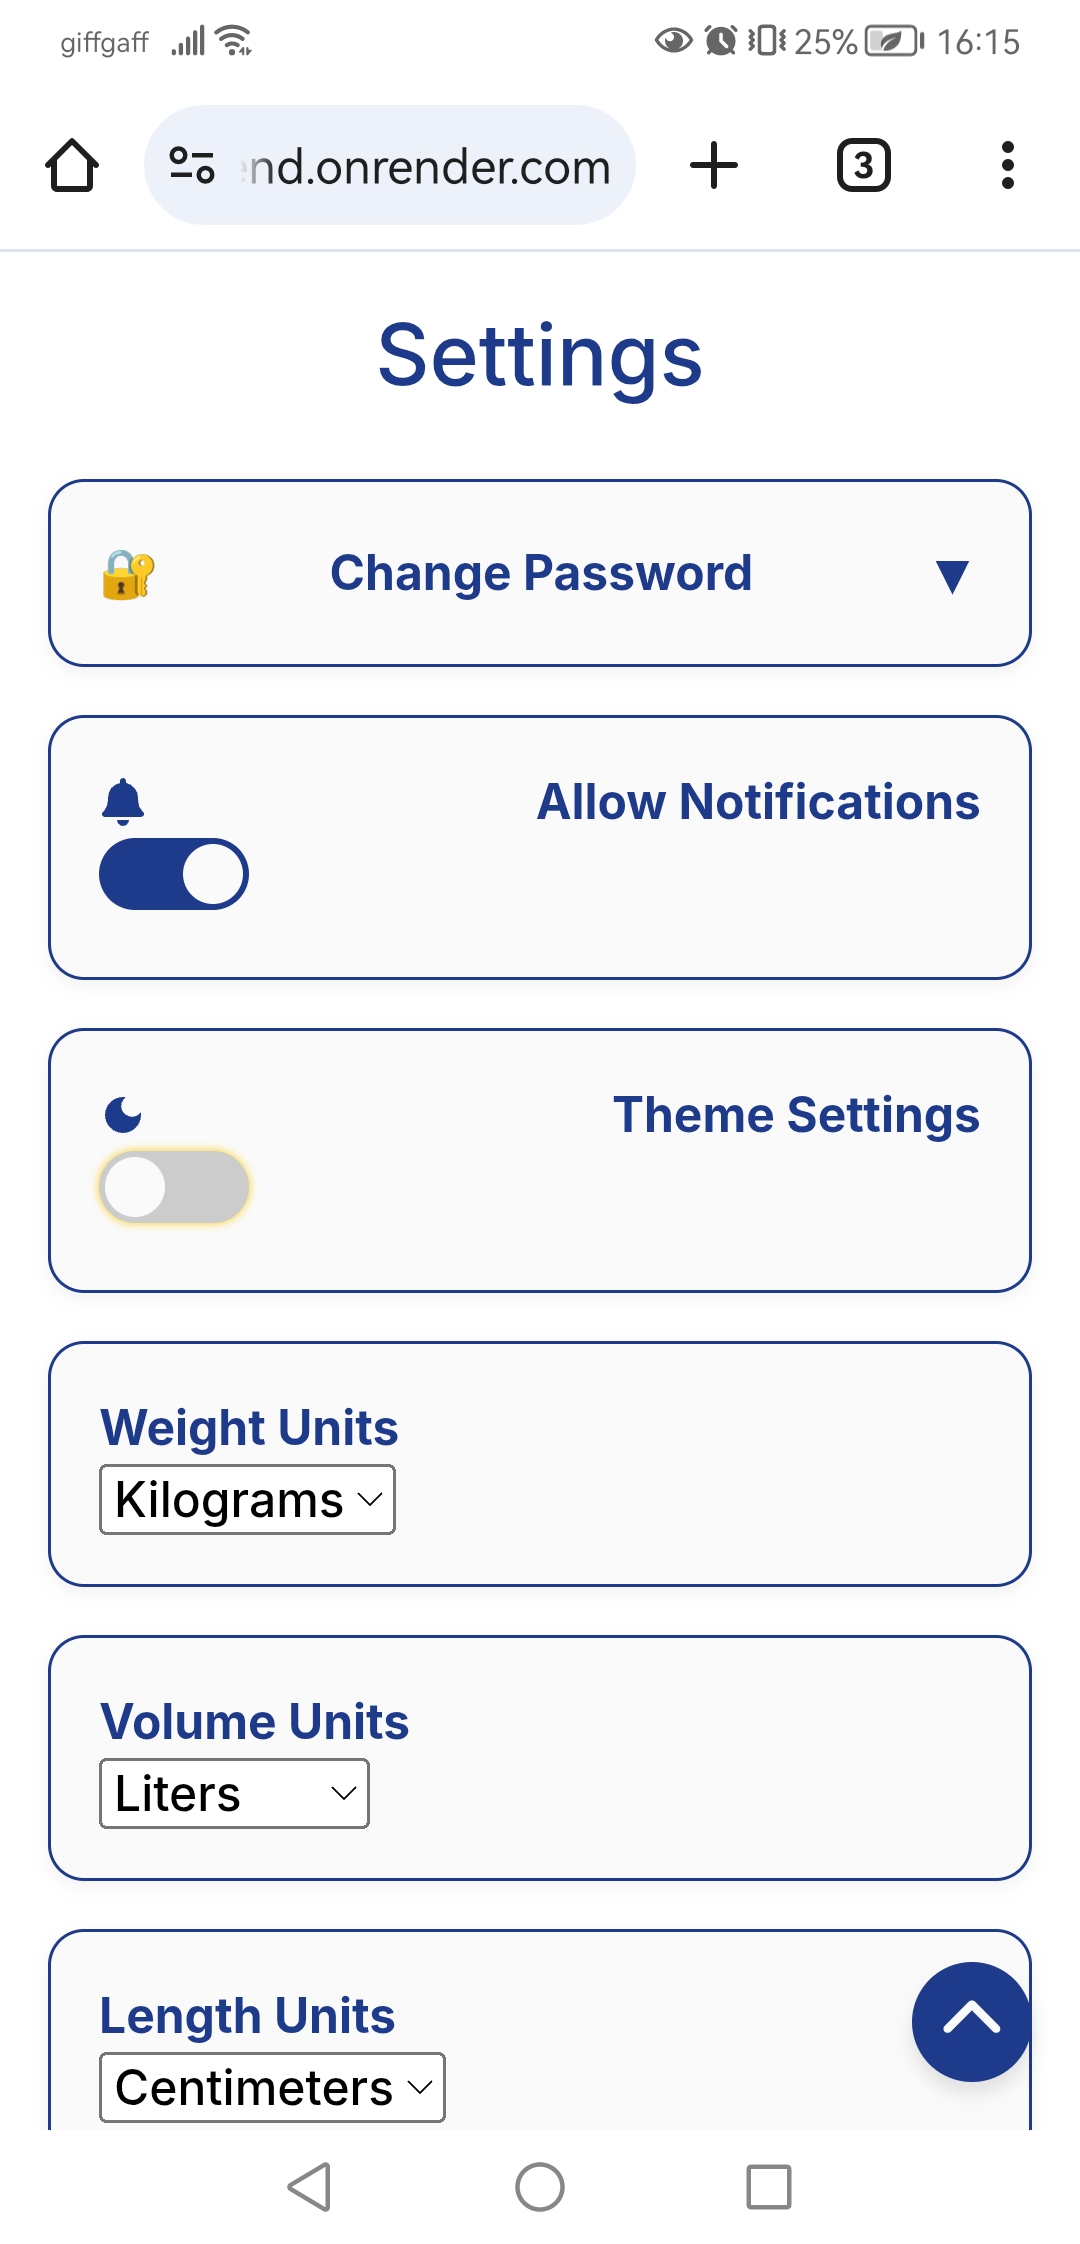 giffgaff 25% 16:15
nd.onrender.com 3
Settings
Change Password
Allow Notifications
Theme Settings
Weight Units
Kilograms
Volume Units
Liters
Length Units
Centimeters